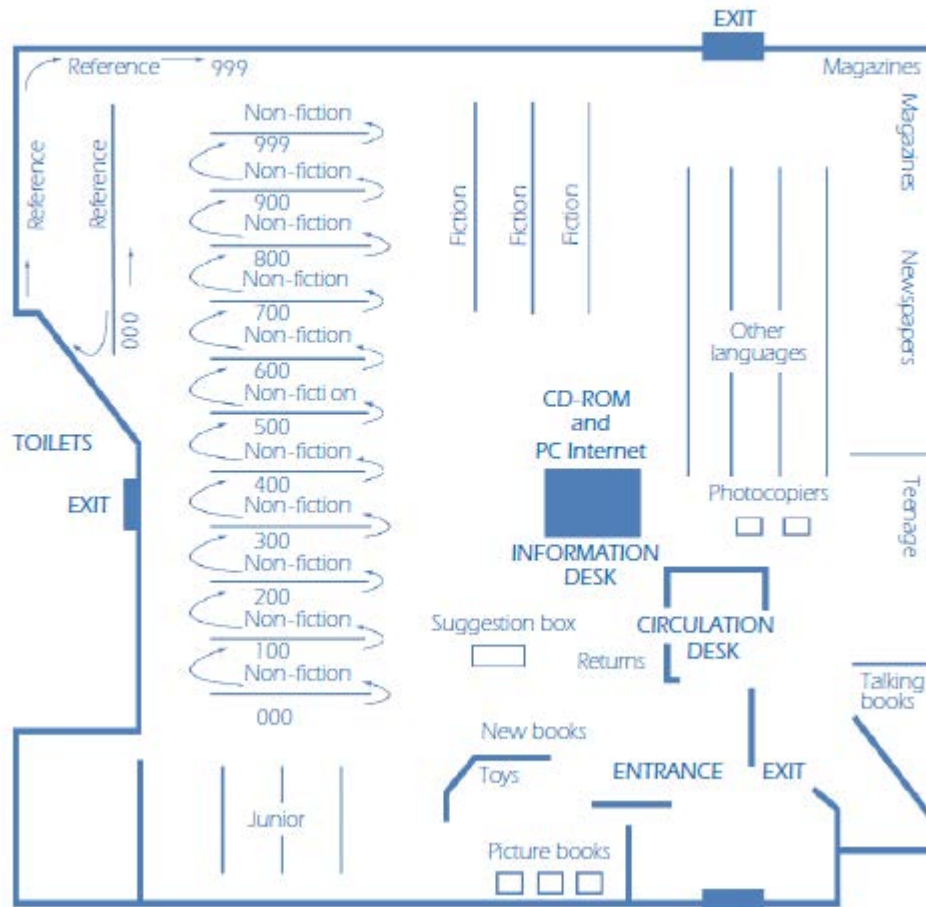 EXIT
Reference
999
Magazines
Magazines
Newspapers
Teenage
Reference
Reference
000
Non-fiction
999
Non-fiction
900
Non-fiction
800
Non-fiction
700
Non-fiction
600
Non-fiction
500
Non-fiction
400
Non-fiction
300
Non-fiction
200
Non-fiction
100
Non-fiction
000
Fiction
Fiction
Fiction
Other
languages
CD-ROM
and
PC Internet
Photocopiers
TOILETS
EXIT
INFORMATION
DESK
Suggestion box
CIRCULATION
DESK
Returns
Talking
books
New books
Toys
ENTRANCE
EXIT
Junior
Picture books